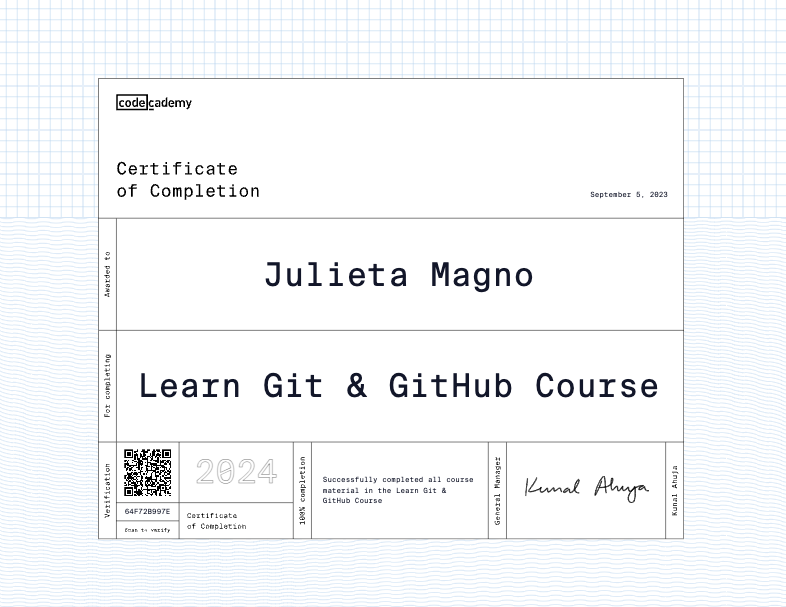 codecademy
Certificate
of Completion
September 5, 2023
Awarded to
Julieta Magno
For completing
Learn Git & GitHub Course
Verification
64F72B997E
Scan to verify
2024
Certificate
of Completion
100% completion
Successfully completed all course
material in the Learn Git &
GitHub Course
General Manager
Kunal Ahuja
Kunal Ahuja